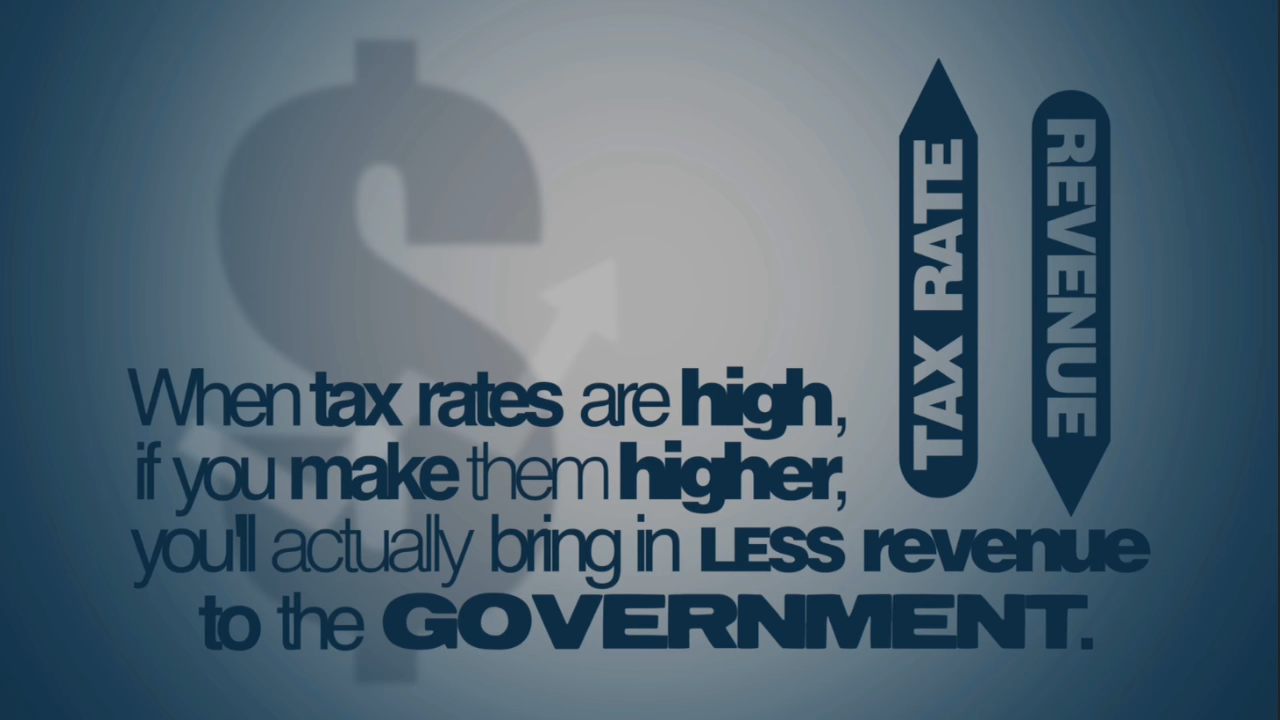 When tax rates are high,
if you make them higher,
you'll actually bring in LESS revenue
to the GOVERNMENT.
TAX RATE
REVENUE